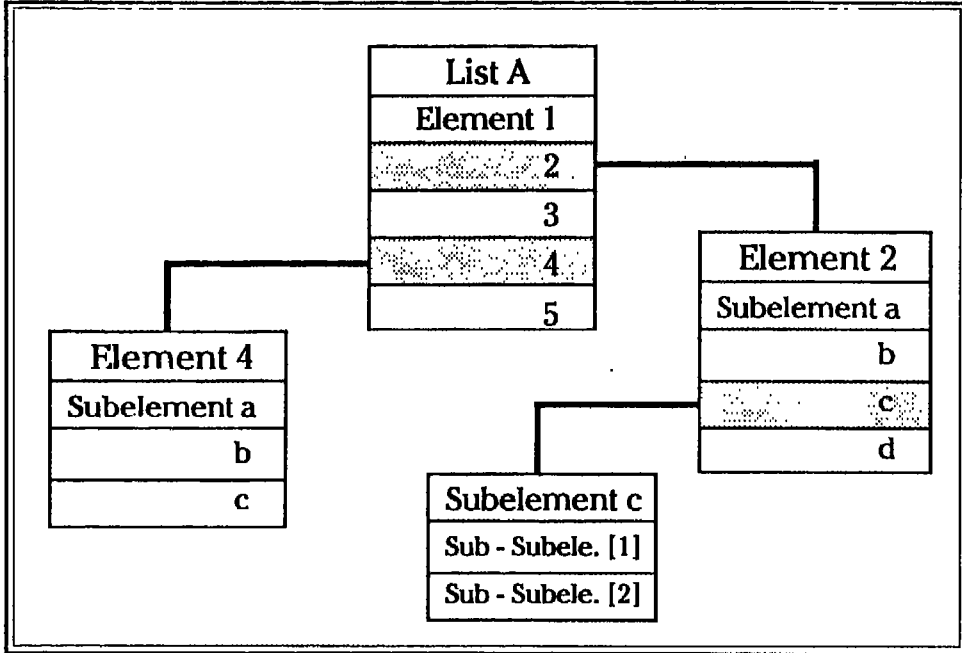 List A
Element 1
2
3
4
5
Element 2
Subelement a
b
c
d
Element 4
Subelement a
b
c
Subelement c
Sub - Subele. [1]
Sub - Subele. [2]